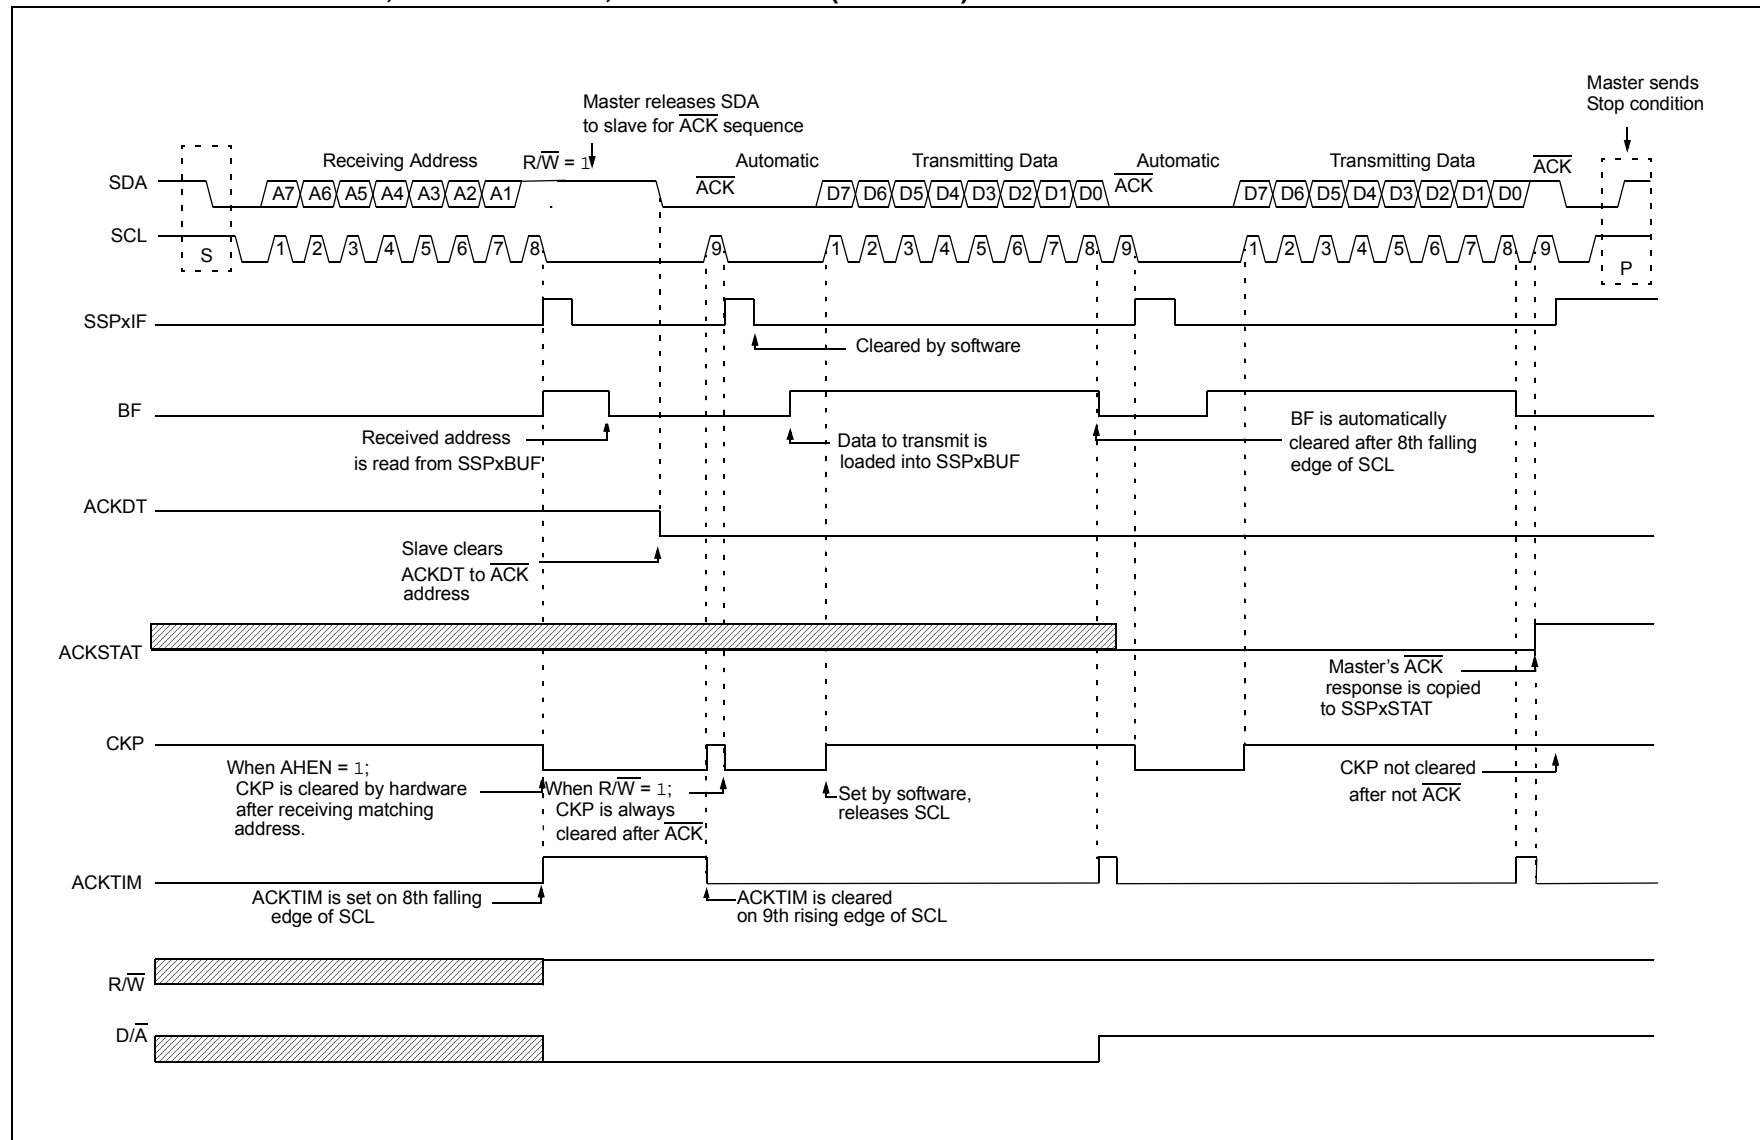 Master sends
Stop condition
Master releases SDA
to slave for ACK sequence
Receiving Address
R/W = 1
Automatic
Transmitting Data
Automatic
Transmitting Data
ACK
SDA
A7 A6 A5 A4 A3 A2 A1
ACK
D7 D6 D5 D4 D3 D2 D1 D0
ACK
D7 D6 D5 D4 D3 D2 D1 D0
SCL
S
1 2 3 4 5 6 7 8
9
1 2 3 4 5 6 7 8 9
1 2 3 4 5 6 7 8 9
P
SSPxIF
Cleared by software
BF
Received address
is read from SSPxBUF
Data to transmit is
loaded into SSPxBUF
BF is automatically
cleared after 8th falling
edge of SCL
ACKDT
Slave clears
ACKDT to ACK
address
ACKSTAT
Master's ACK
response is copied
to SSPxSTAT
CKP
When AHEN = 1;
CKP is cleared by hardware
after receiving matching
address.
When R/W = 1;
CKP is always
cleared after ACK
Set by software,
releases SCL
CKP not cleared
after not ACK
ACKTIM
ACKTIM is set on 8th falling
edge of SCL
ACKTIM is cleared
on 9th rising edge of SCL
R/W
D/A